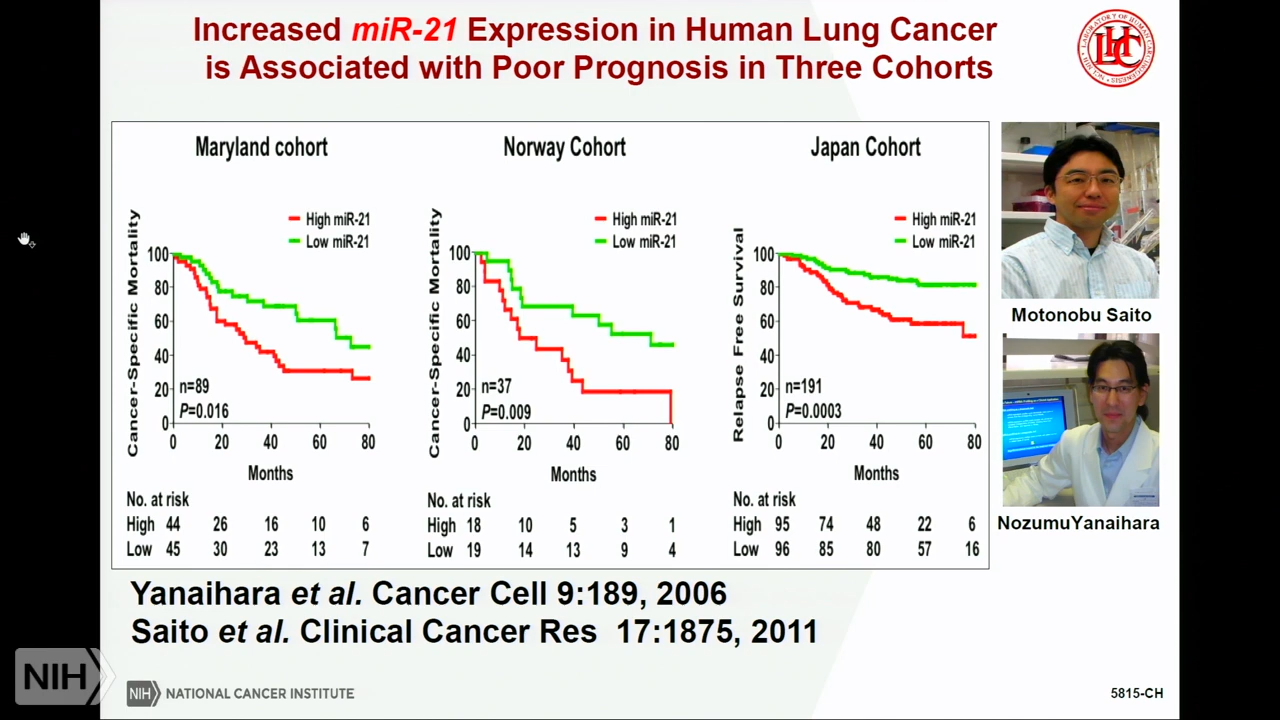 Increased miR-21 Expression in Human Lung Cancer
is Associated with Poor Prognosis in Three Cohorts
LHC
Maryland cohort
High miR-21
Low miR-21
Cancer-Specific Mortality
100
80
60
40
20
0
n=89
P=0.016
0 20 40 60 80
Months
No. at risk
High 44 26 16 10 6
Low 45 30 23 13 7
Norway Cohort
High miR-21
Low miR-21
Cancer-Specific Mortality
100
80
60
40
20
0
n=37
P=0.009
0 20 40 60 80
Months
No. at risk
High 18 10 5 3 1
Low 19 14 13 9 4
Japan Cohort
High miR-21
Low miR-21
Relapse Free Survival
100
80
60
40
20
0
n=191
P=0.0003
0 20 40 60 80
Months
No. at risk
High 95 74 48 22 6
Low 96 85 80 57 16
Motonobu Saito
NozumuYanaihara
Yanaihara et al. Cancer Cell 9:189, 2006
Saito et al. Clinical Cancer Res 17:1875, 2011
NIH
NIH NATIONAL CANCER INSTITUTE
5815-CH